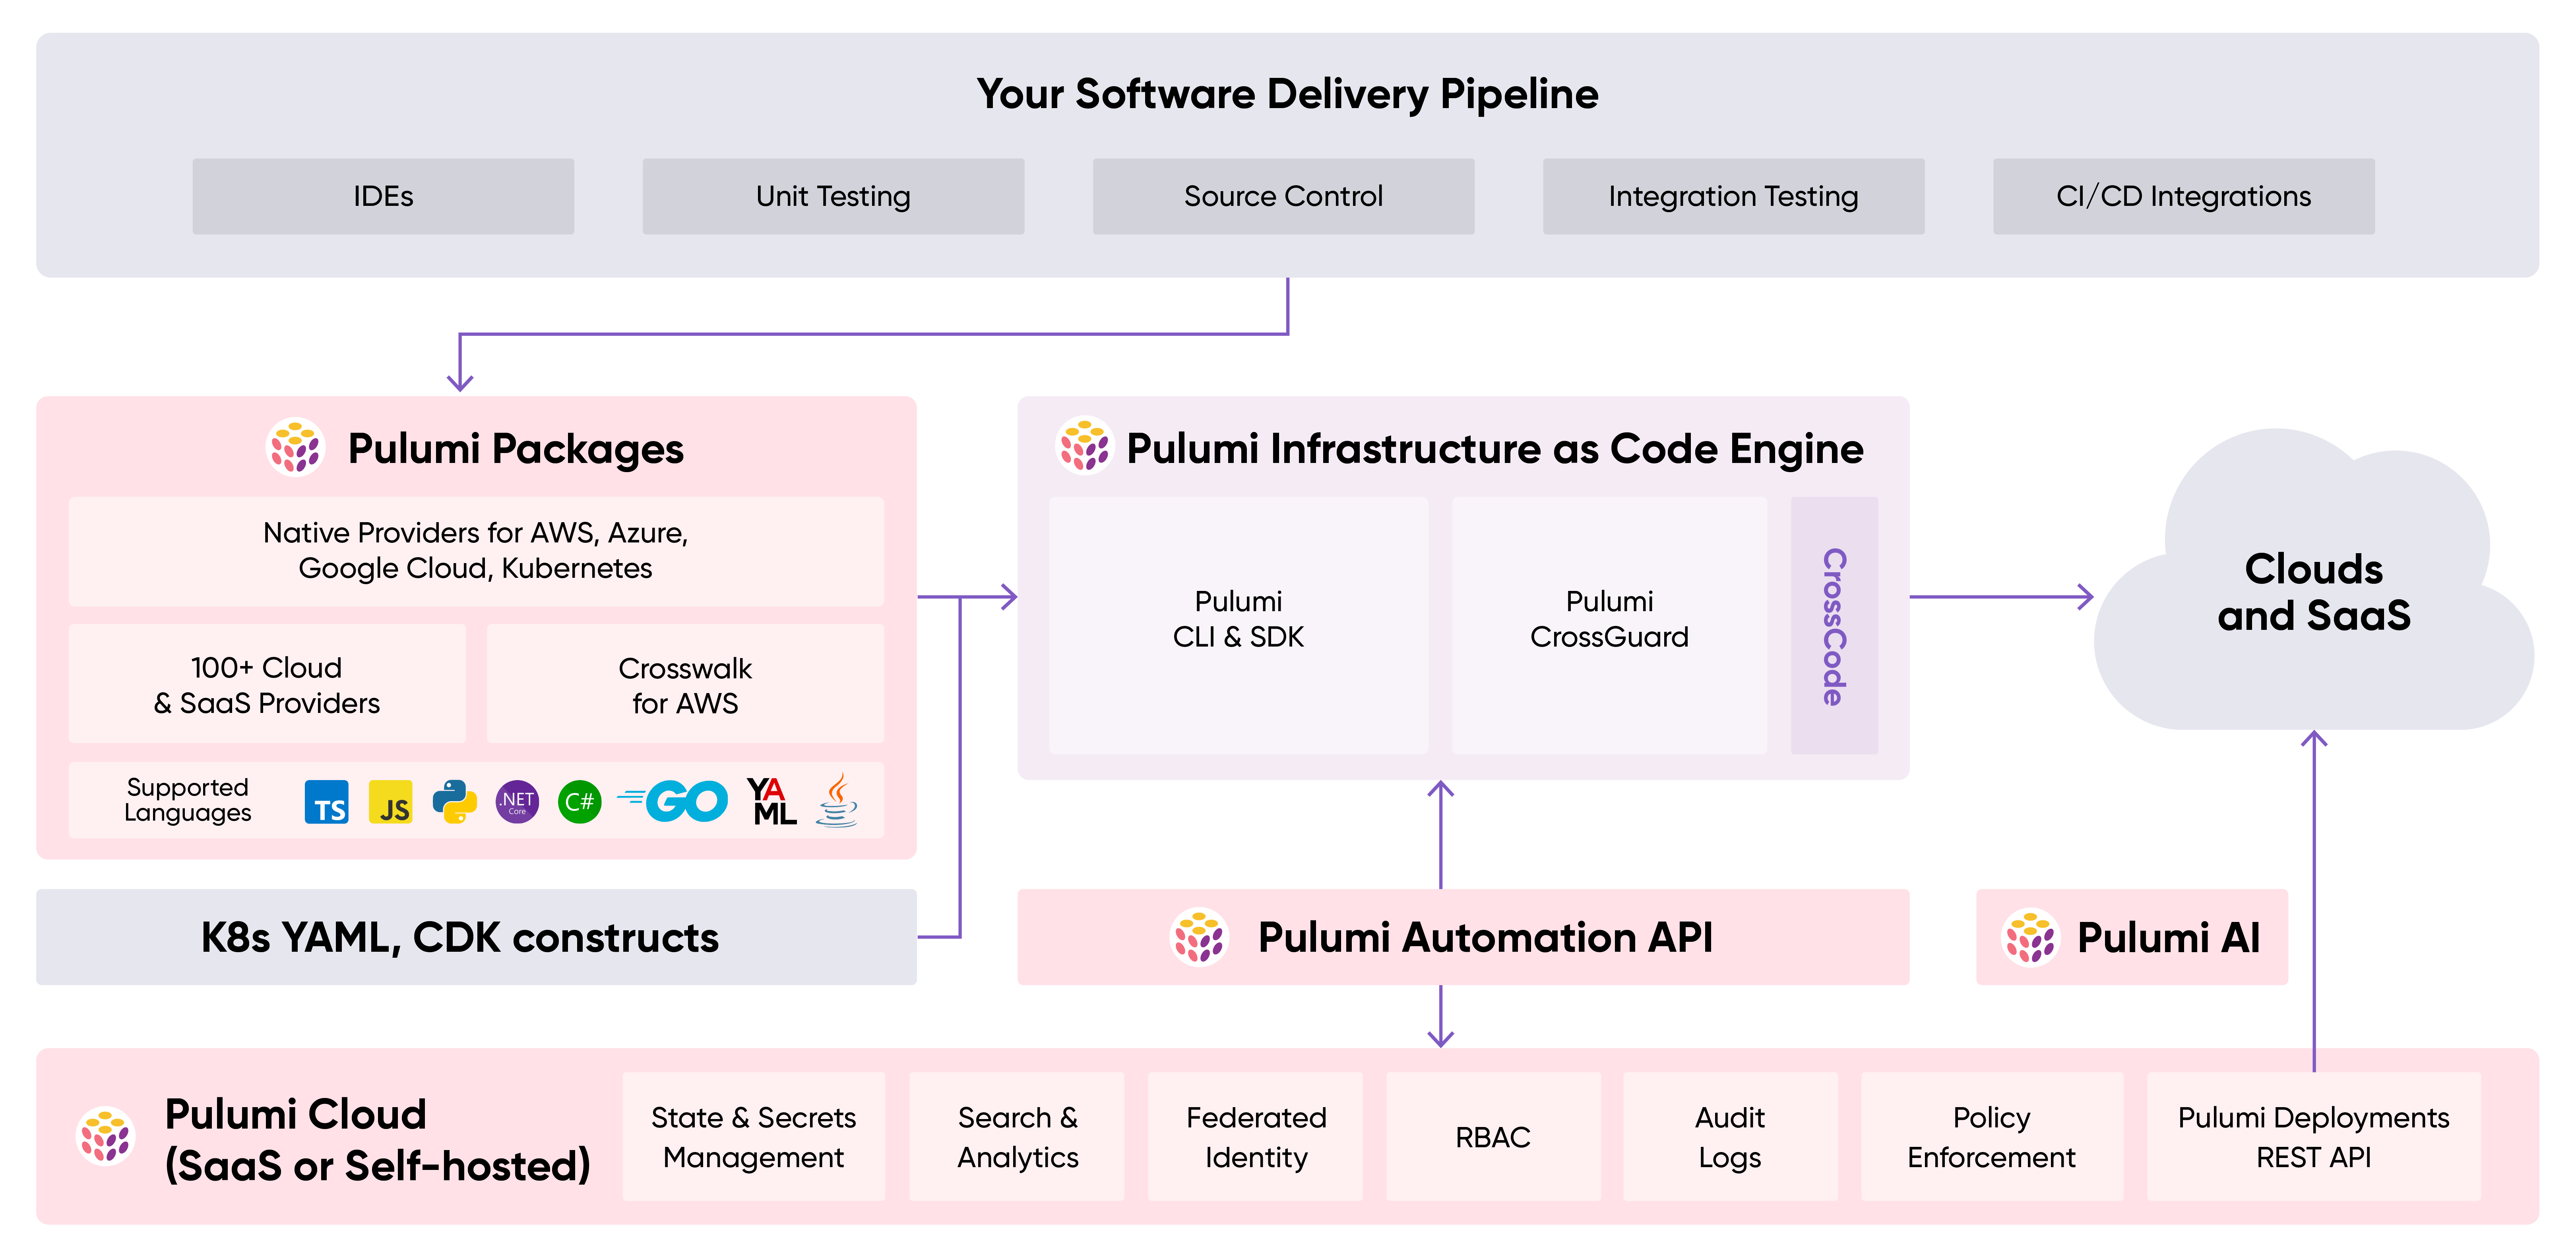 Your Software Delivery Pipeline
IDEs
Unit Testing
Source Control
Integration Testing
CI/CD Integrations
Pulumi Packages
Native Providers for AWS, Azure,
Google Cloud, Kubernetes
100+ Cloud
& SaaS Providers
Crosswalk
for AWS
Supported
Languages
TS
JS
.NET
Core
C#
GO
YA
ML
Pulumi Infrastructure as Code Engine
Pulumi
CLI & SDK
Pulumi
CrossGuard
CrossCode
Clouds
and SaaS
K8s YAML, CDK constructs
Pulumi Automation API
Pulumi AI
Pulumi Cloud
(SaaS or Self-hosted)
State & Secrets
Management
Search &
Analytics
Federated
Identity
RBAC
Audit
Logs
Policy
Enforcement
Pulumi Deployments
REST API